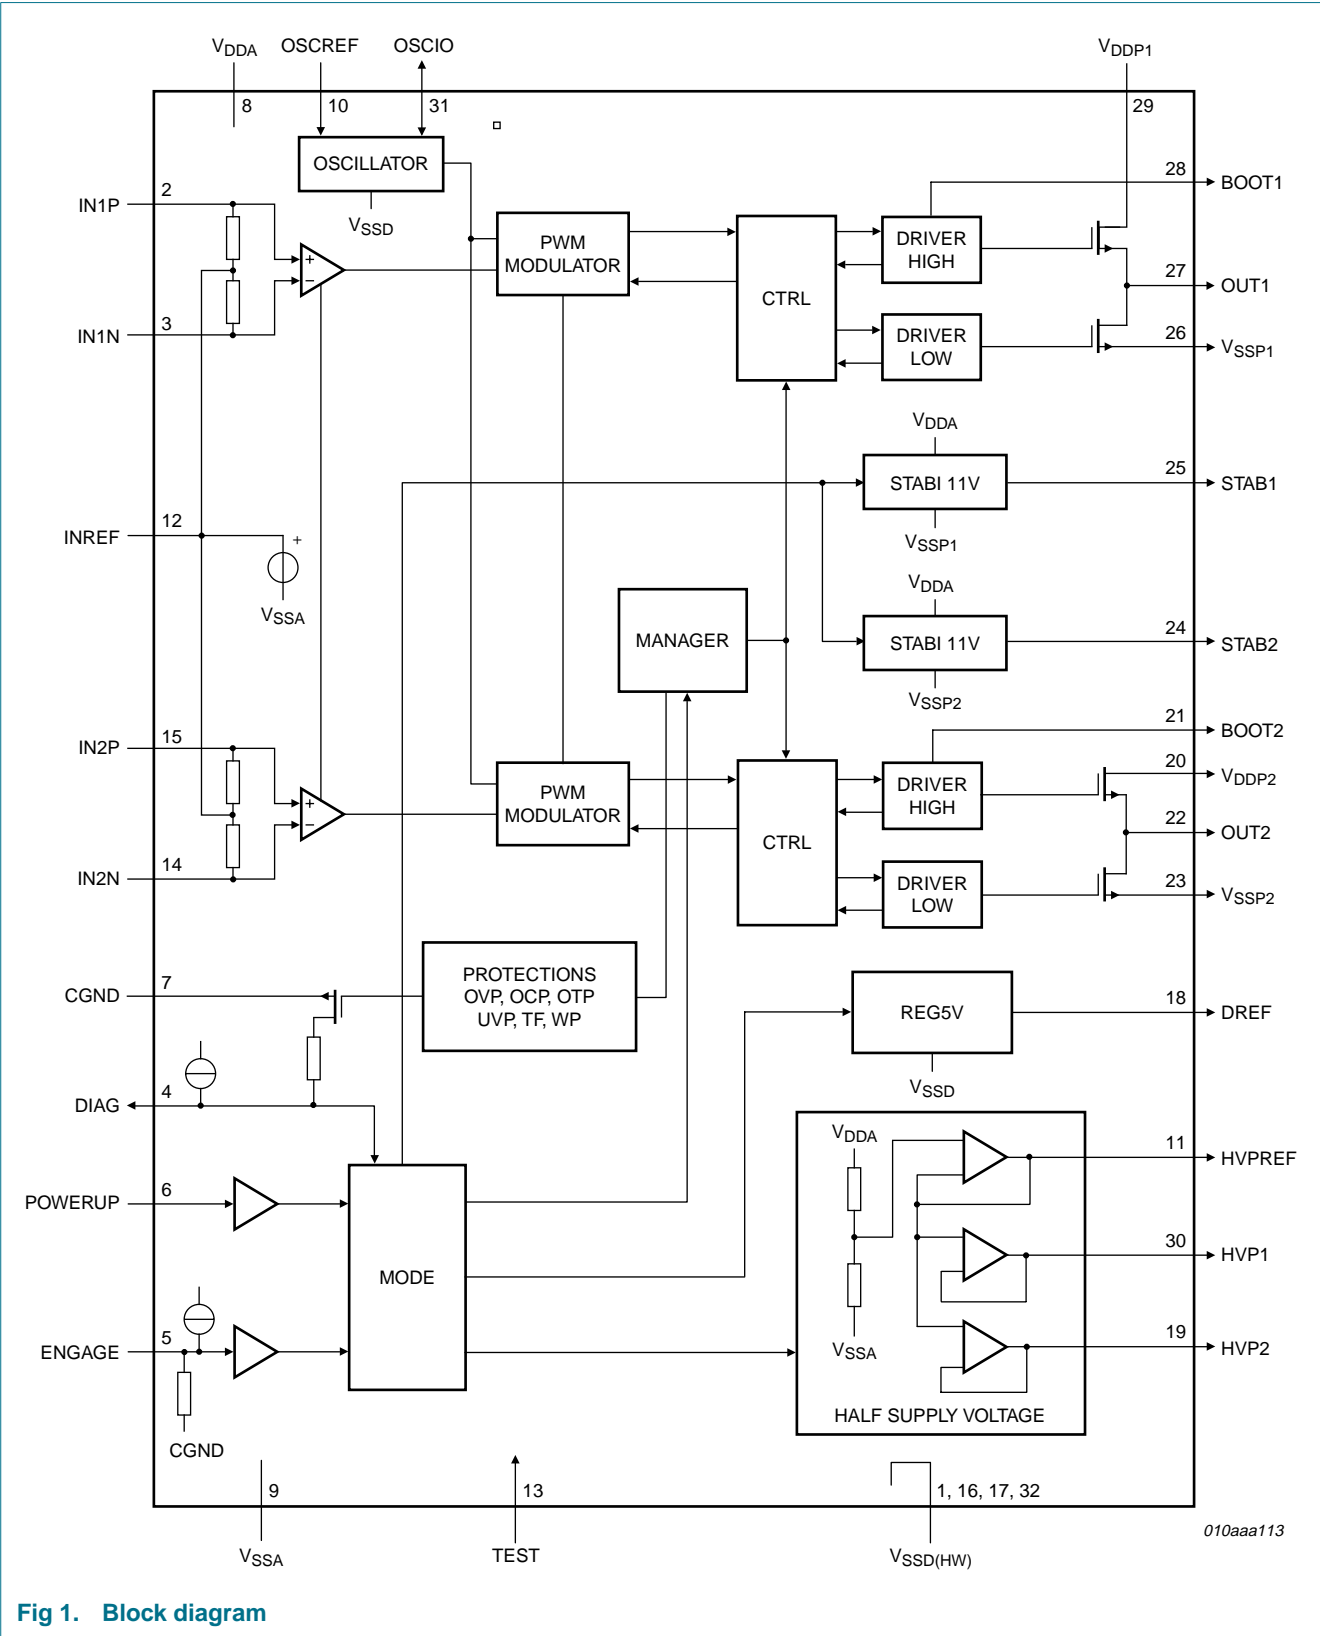 VDDA OSCREF OSCIO VDDP1
8 10 31 29
OSCILLATOR
VSSD
IN1P 2
IN1N 3
+
−
PWM
MODULATOR
CTRL
DRIVER
HIGH
DRIVER
LOW
28 BOOT1
27 OUT1
26 VSSP1
VDDA
STABI 11V
VSSP1
25 STAB1
INREF 12
+
VSSA
MANAGER
VDDA
STABI 11V
VSSP2
24 STAB2
IN2P 15
IN2N 14
+
−
PWM
MODULATOR
CTRL
DRIVER
HIGH
DRIVER
LOW
21 BOOT2
20 VDDP2
22 OUT2
23 VSSP2
CGND 7
PROTECTIONS
OVP, OCP, OTP
UVP, TF, WP
REG5V
VSSD
18 DREF
DIAG 4
POWERUP 6
MODE
ENGAGE 5
CGND
VDDA
VSSA
HALF SUPPLY VOLTAGE
11 HVPREF
30 HVP1
19 HVP2
9 13 1, 16, 17, 32
VSSA TEST VSSD(HW)
010aaa113
Fig 1. Block diagram